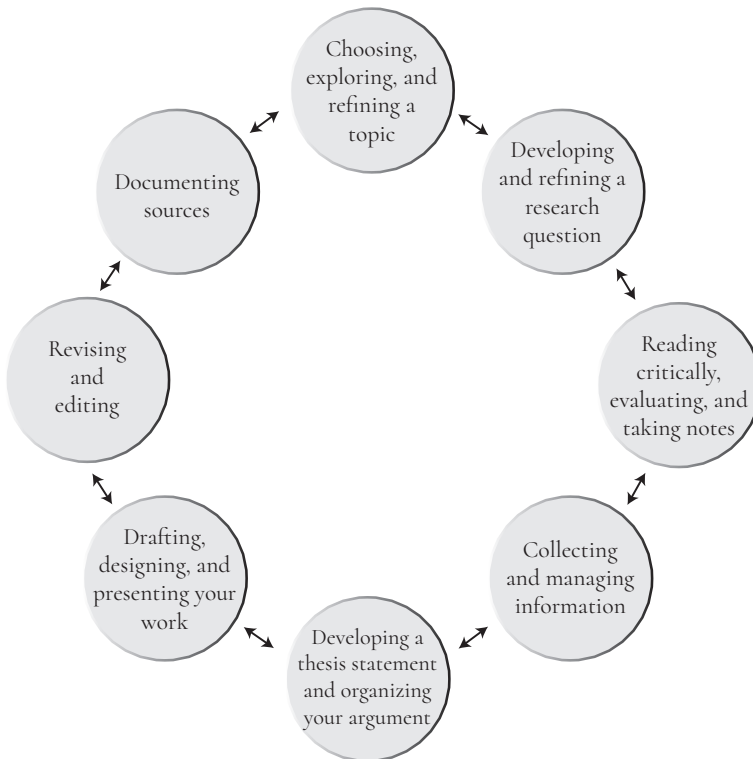 Choosing,
exploring, and
refining a
topic
Developing
and refining a
research
question
Reading
critically,
evaluating, and
taking notes
Collecting
and managing
information
Developing a
thesis statement
and organizing
your argument
Drafting,
designing, and
presenting your
work
Revising
and
editing
Documenting
sources